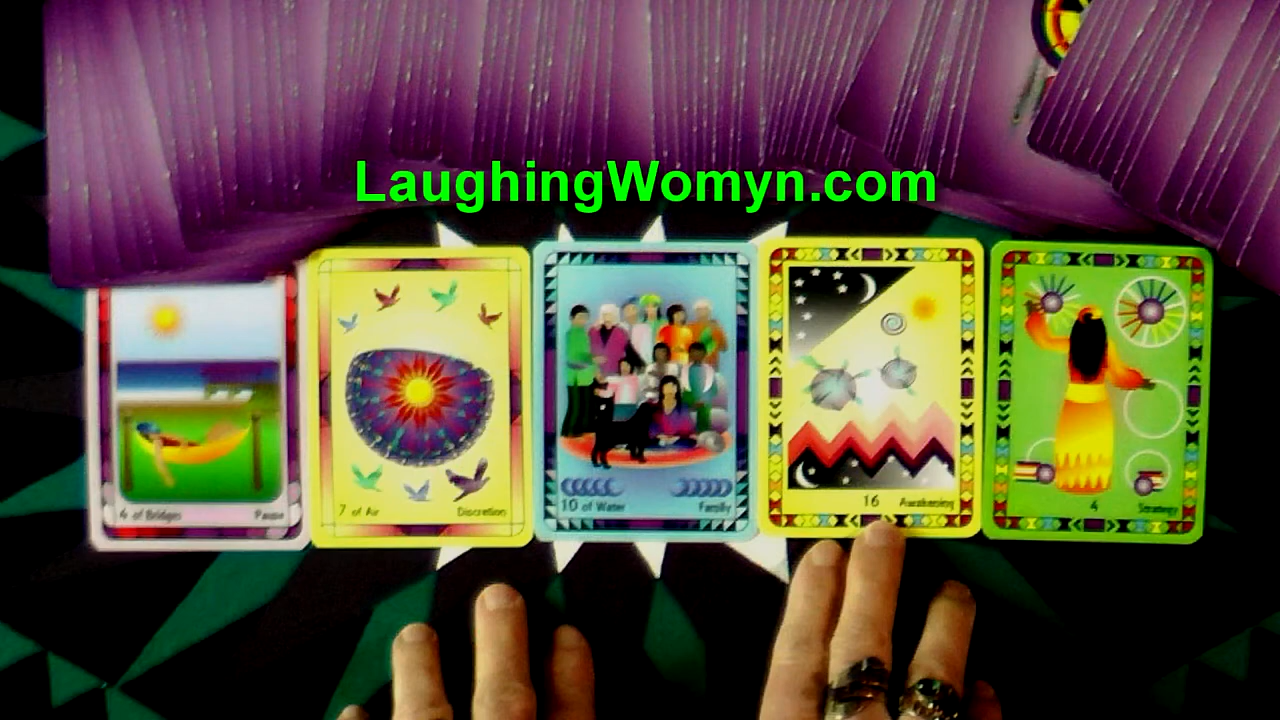 LaughingWomyn.com
4 of Bridges Pause
7 of Air Discretion
10 of Water Family
16 Awakening
4 Strategy